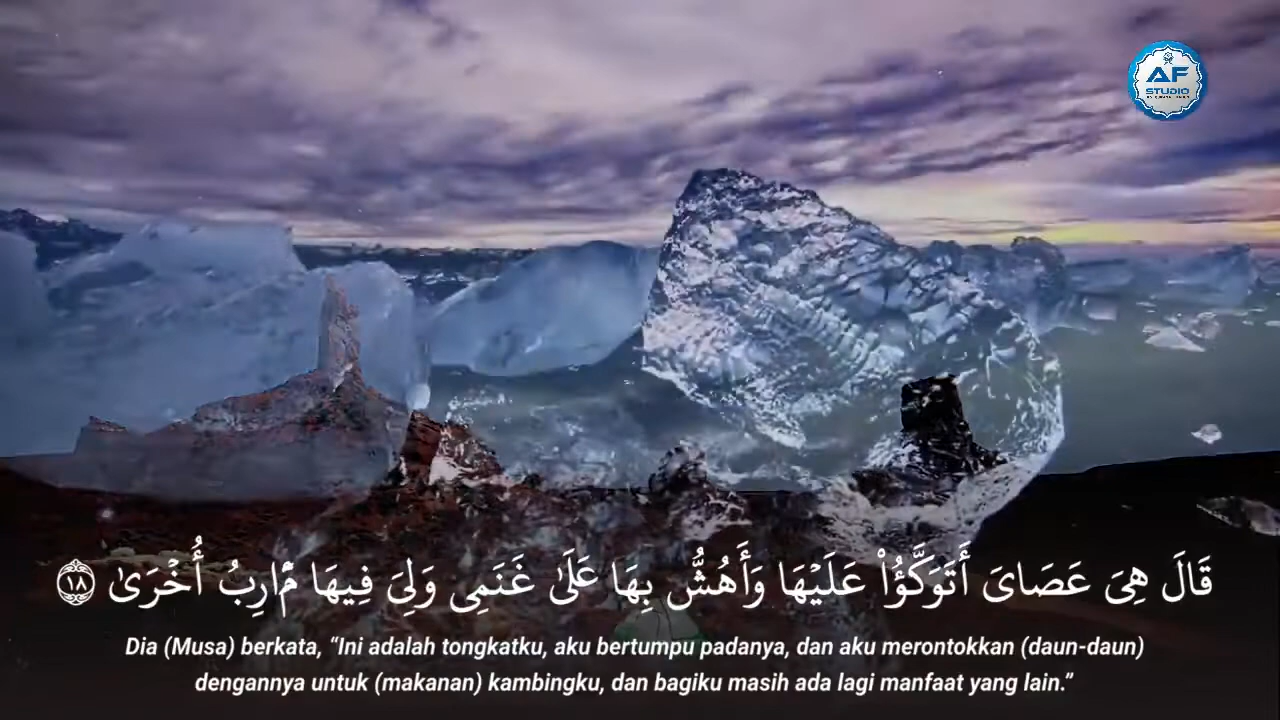 AF
STUDIO
قَالَ هِىَ عَصَاىَ أَتَوَكَّؤُا۟ عَلَيْهَا وَأَهُشُّ بِهَا عَلَىٰ غَنَمِى وَلِىَ فِيهَا مَـَٔارِبُ أُخْرَىٰ ١٨
Dia (Musa) berkata, “Ini adalah tongkatku, aku bertumpu padanya, dan aku merontokkan (daun-daun)
dengannya untuk (makanan) kambingku, dan bagiku masih ada lagi manfaat yang lain.”